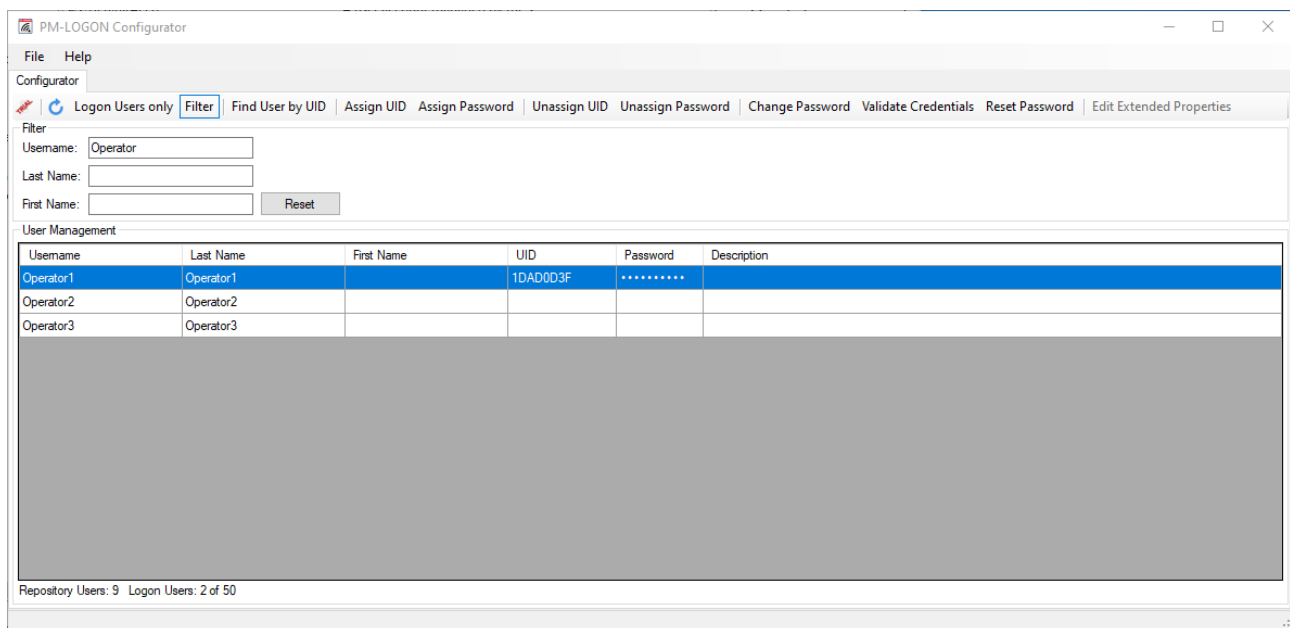 PM-LOGON Configurator
File Help
Configurator
Logon Users only Filter Find User by UID Assign UID Assign Password Unassign UID Unassign Password Change Password Validate Credentials Reset Password Edit Extended Properties
Filter
Username: Operator
Last Name:
First Name: Reset
User Management
Username Last Name First Name UID Password Description
Operator1 Operator1 1DAD0D3F ••••••••••
Operator2 Operator2
Operator3 Operator3
Repository Users: 9 Logon Users: 2 of 50